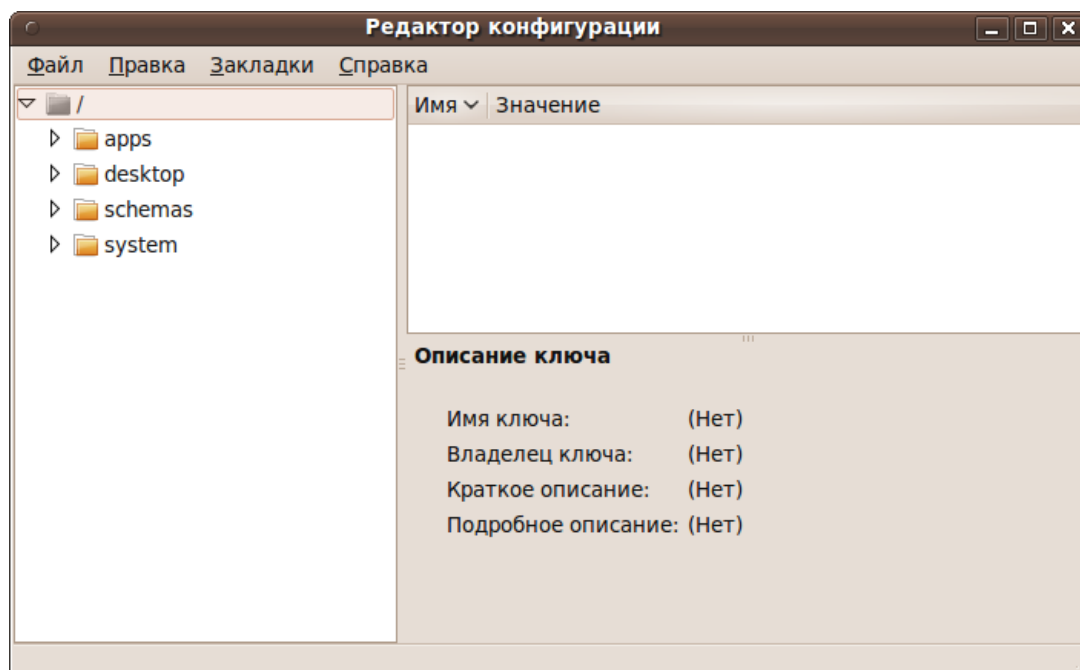 Редактор конфигурации
Файл Правка Закладки Справка
/
apps
desktop
schemas
system
Имя Значение
Описание ключа
Имя ключа: (Нет)
Владелец ключа: (Нет)
Краткое описание: (Нет)
Подробное описание: (Нет)